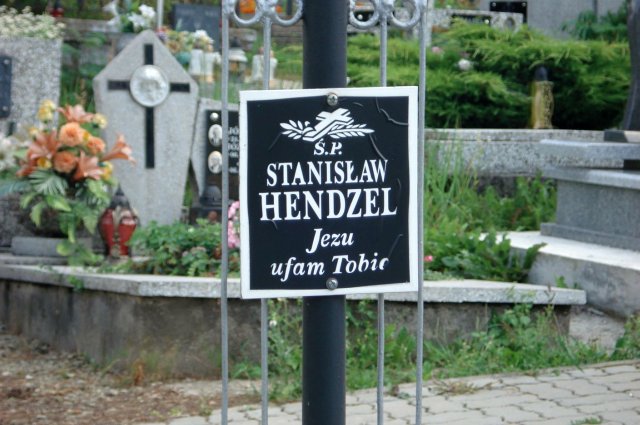 Ś.P.
STANISŁAW
HENDZEL
Jezu
ufam Tobie